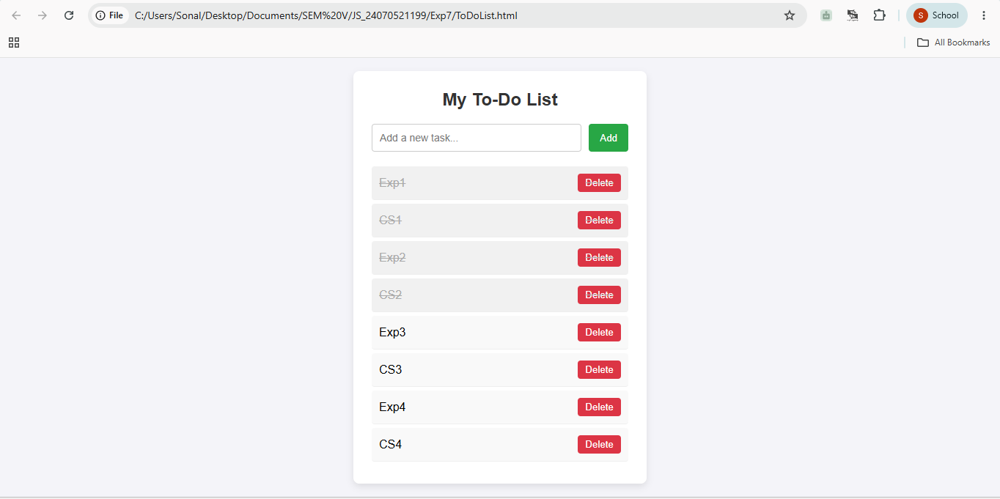 File C:/Users/Sonal/Desktop/Documents/SEM%20V/JS_24070521199/Exp7/ToDoList.html S School
All Bookmarks
My To-Do List
Add a new task... Add
Exp1 Delete
CS1 Delete
Exp2 Delete
CS2 Delete
Exp3 Delete
CS3 Delete
Exp4 Delete
CS4 Delete